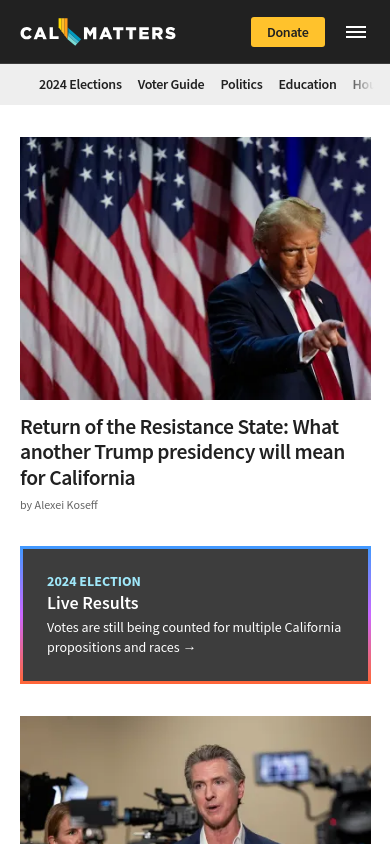 CAL MATTERS
Donate
2024 Elections Voter Guide Politics Education
Return of the Resistance State: What
another Trump presidency will mean
for California
by Alexei Koseff
2024 ELECTION
Live Results
Votes are still being counted for multiple California
propositions and races →